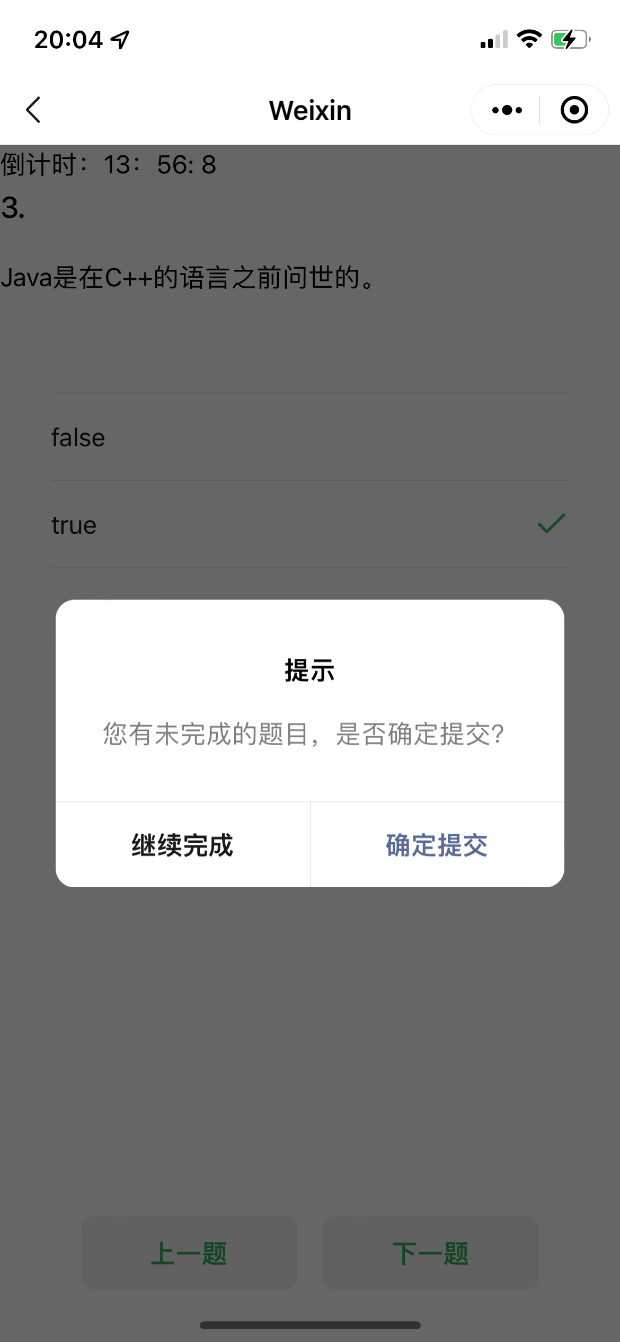 20:04
Weixin
倒计时：13：56: 8
3.
Java是在C++的语言之前问世的。
false
true
提示
您有未完成的题目，是否确定提交?
继续完成
确定提交
上一题
下一题